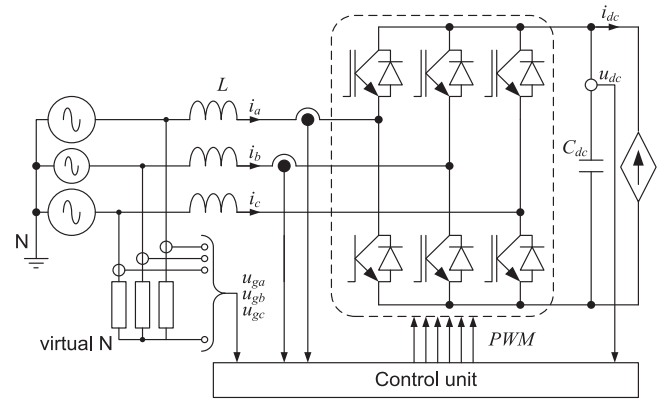 i_dc
L
i_a
u_dc
i_b
C_dc
i_c
N
u_ga
u_gb
u_gc
virtual N
PWM
Control unit